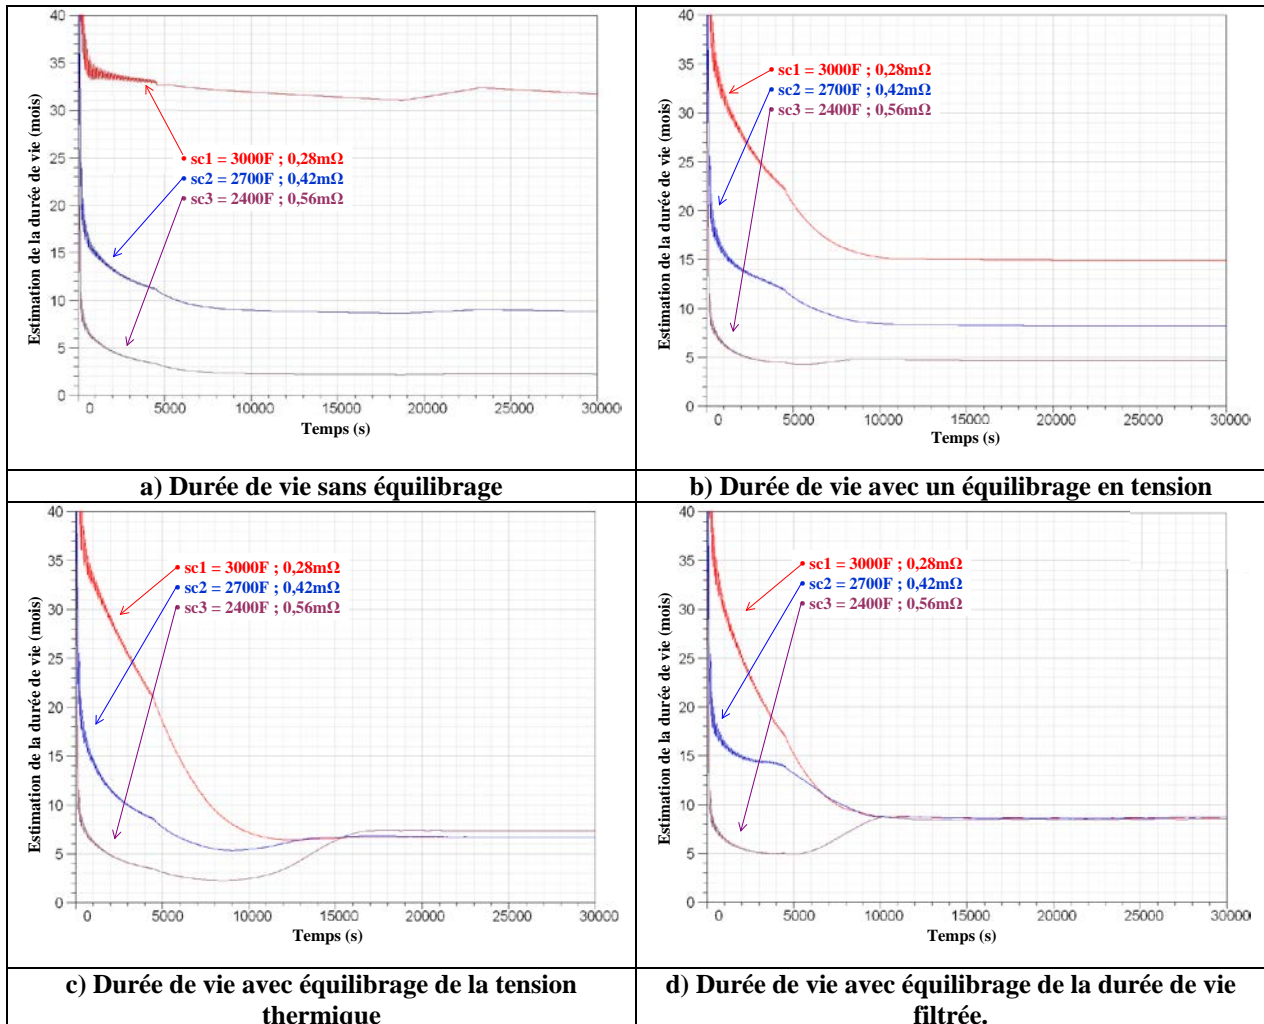 40
35
30
25
20
15
10
5
0
Estimation de la durée de vie (mois)
• sc1 = 3000F ; 0,28mΩ
• sc2 = 2700F ; 0,42mΩ
• sc3 = 2400F ; 0,56mΩ
0 5000 10000 15000 20000 25000 30000
Temps (s)
a) Durée de vie sans équilibrage
40
35
30
25
20
15
10
5
0
Estimation de la durée de vie (mois)
• sc1 = 3000F ; 0,28mΩ
• sc2 = 2700F ; 0,42mΩ
• sc3 = 2400F ; 0,56mΩ
0 5000 10000 15000 20000 25000 30000
Temps (s)
b) Durée de vie avec un équilibrage en tension
40
35
30
25
20
15
10
5
0
Estimation de la durée de vie (mois)
• sc1 = 3000F ; 0,28mΩ
• sc2 = 2700F ; 0,42mΩ
• sc3 = 2400F ; 0,56mΩ
0 5000 10000 15000 20000 25000 30000
Temps (s)
c) Durée de vie avec équilibrage de la tension
thermique
40
35
30
25
20
15
10
5
0
Estimation de la durée de vie (mois)
• sc1 = 3000F ; 0,28mΩ
• sc2 = 2700F ; 0,42mΩ
• sc3 = 2400F ; 0,56mΩ
0 5000 10000 15000 20000 25000 30000
Temps (s)
d) Durée de vie avec équilibrage de la durée de vie
filtrée.